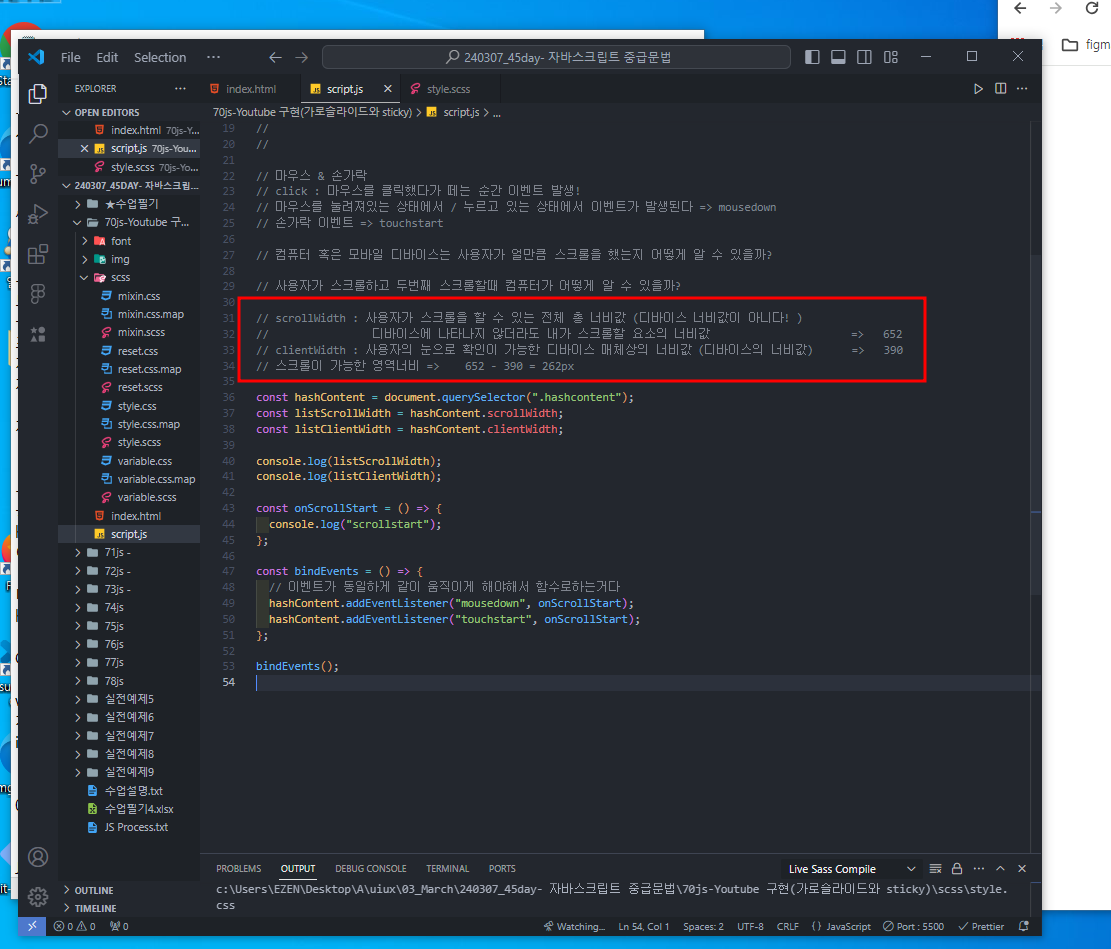 figm
File Edit Selection ···
240307_45day- 자바스크립트 중급문법
EXPLORER
index.html
script.js
style.scss
OPEN EDITORS
index.html 70js-Y...
script.js 70js-You...
style.scss 70js-Yo...
240307_45DAY- 자바스크립...
★수업필기
70js-Youtube 구...
font
img
scss
mixin.css
mixin.css.map
mixin.scss
reset.css
reset.css.map
reset.scss
style.css
style.css.map
style.scss
variable.css
variable.css.map
variable.scss
index.html
script.js
71js -
72js -
73js -
74js
75js
76js
77js
78js
실전예제5
실전예제6
실전예제7
실전예제8
실전예제9
수업설명.txt
수업필기4.xlsx
JS Process.txt
OUTLINE
TIMELINE
70js-Youtube 구현(가로슬라이드와 sticky) > script.js > ...
19 //
20 //
21
22 // 마우스 & 손가락
23 // click : 마우스를 클릭했다가 떼는 순간 이벤트 발생!
24 // 마우스를 눌려져있는 상태에서 / 누르고 있는 상태에서 이벤트가 발생된다 => mousedown
25 // 손가락 이벤트 => touchstart
26
27 // 컴퓨터 혹은 모바일 디바이스는 사용자가 얼만큼 스크롤을 했는지 어떻게 알 수 있을까?
28
29 // 사용자가 스크롤하고 두번째 스크롤할때 컴퓨터가 어떻게 알 수 있을까?
30
31 // scrollWidth : 사용자가 스크롤을 할 수 있는 전체 총 너비값 (디바이스 너비값이 아니다! )
32 // 디바이스에 나타나지 않더라도 내가 스크롤할 요소의 너비값 => 652
33 // clientWidth : 사용자의 눈으로 확인이 가능한 디바이스 매체상의 너비값 (디바이스의 너비값) => 390
34 // 스크롤이 가능한 영역너비 => 652 - 390 = 262px
35
36 const hashContent = document.querySelector(".hashcontent");
37 const listScrollWidth = hashContent.scrollWidth;
38 const listClientWidth = hashContent.clientWidth;
39
40 console.log(listScrollWidth);
41 console.log(listClientWidth);
42
43 const onScrollStart = () => {
44 console.log("scrollstart");
45 };
46
47 const bindEvents = () => {
48 // 이벤트가 동일하게 같이 움직이게 해야해서 함수로하는거다
49 hashContent.addEventListener("mousedown", onScrollStart);
50 hashContent.addEventListener("touchstart", onScrollStart);
51 };
52
53 bindEvents();
54
PROBLEMS OUTPUT DEBUG CONSOLE TERMINAL PORTS
Live Sass Compile
c:\Users\EZEN\Desktop\A\uiux\03_March\240307_45day- 자바스크립트 중급문법\70js-Youtube 구현(가로슬라이드와 sticky)\scss\style.
css
0 0 0
Watching... Ln 54, Col 1 Spaces: 2 UTF-8 CRLF {} JavaScript Port : 5500 Prettier